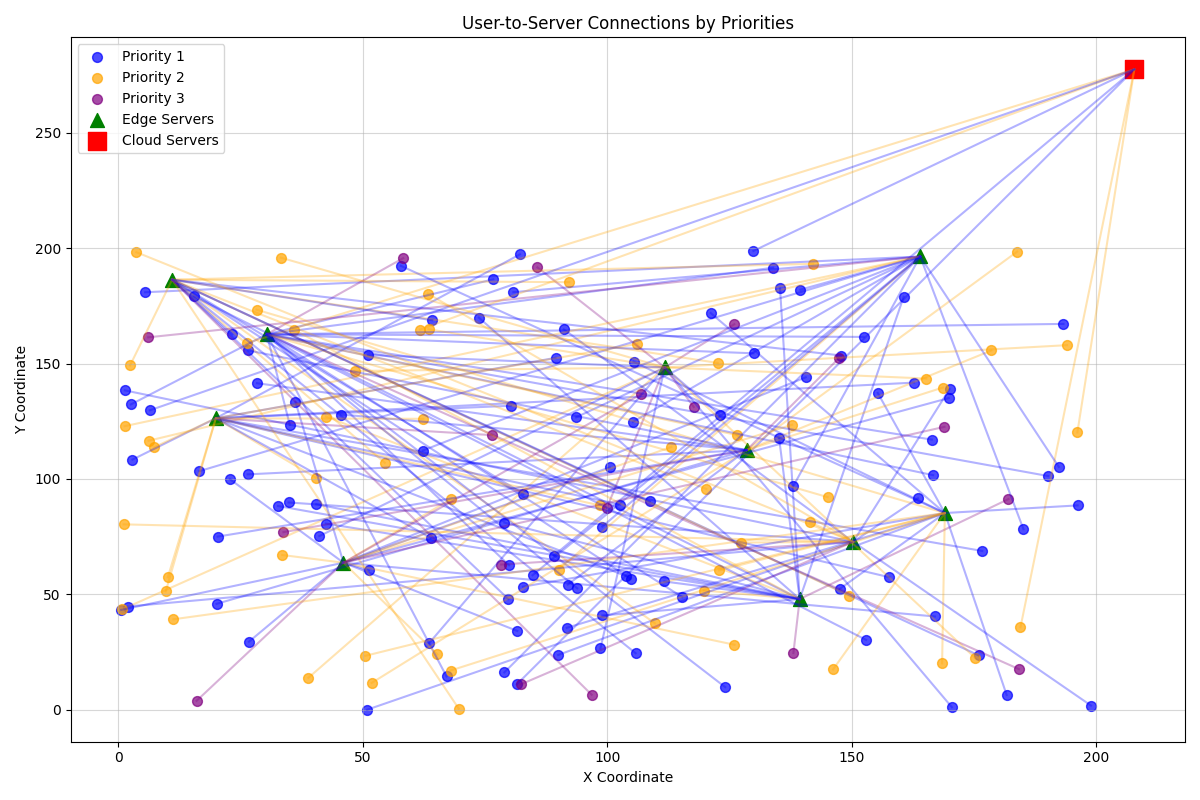 User-to-Server Connections by Priorities
Priority 1
Priority 2
Priority 3
Edge Servers
Cloud Servers
250
200
150
100
50
0
Y Coordinate
0 50 100 150 200
X Coordinate